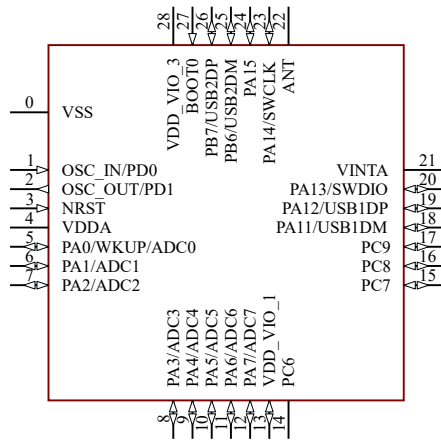 28 27 26 25 24 23 22
VDD_VIO_3
BOOT0
PB7/USB2DP
PB6/USB2DM
PA15
PA14/SWCLK
ANT
0 VSS
1 OSC_IN/PD0
2 OSC_OUT/PD1
3 NRST
4 VDDA
5 PA0/WKUP/ADC0
6 PA1/ADC1
7 PA2/ADC2
VINTA 21
PA13/SWDIO 20
PA12/USB1DP 19
PA11/USB1DM 18
PC9 17
PC8 16
PC7 15
PA3/ADC3
PA4/ADC4
PA5/ADC5
PA6/ADC6
PA7/ADC7
VDD_VIO_1
PC6
8 9 10 11 12 13 14